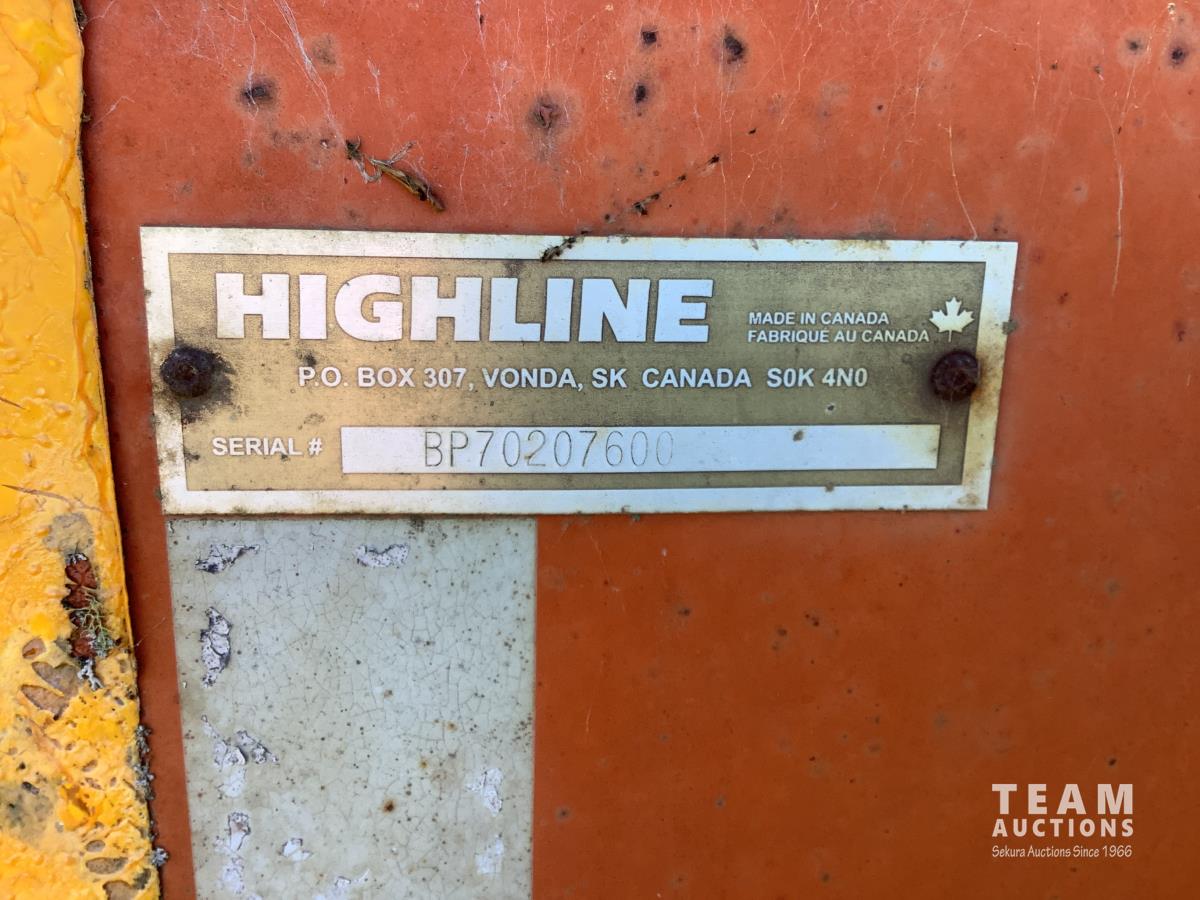 HIGHLINE
MADE IN CANADA
FABRIQUE AU CANADA
P.O. BOX 307, VONDA, SK CANADA S0K 4N0
SERIAL # BP70207600
TEAM
AUCTIONS
Sekura Auctions Since 1966